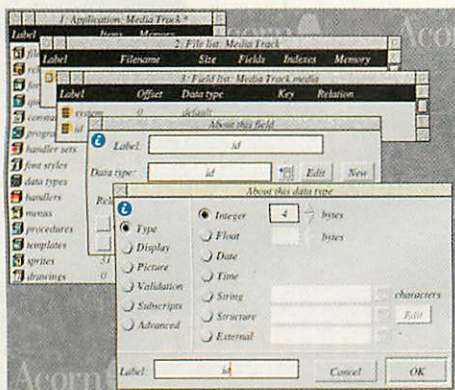 1: Application: Media Track *
Label Items Memory
2: File list: Media Track
Label Filename Size Fields Indexes Memory
3: Field list: Media Track.media
Label Offset Data type Key Relation
system 0 default
id
About this field
Label: id
Data type: id Edit New
consta
progra
handler sets
font styles
data types
handlers
menus
procedures
templates
sprites 31
drawings 0
About this data type
Type
Display
Picture
Validation
Subscripts
Advanced
Integer 4 bytes
Float bytes
Date
Time
String characters
Structure Edit
External
Label: id Cancel OK
Acorn
Acorn